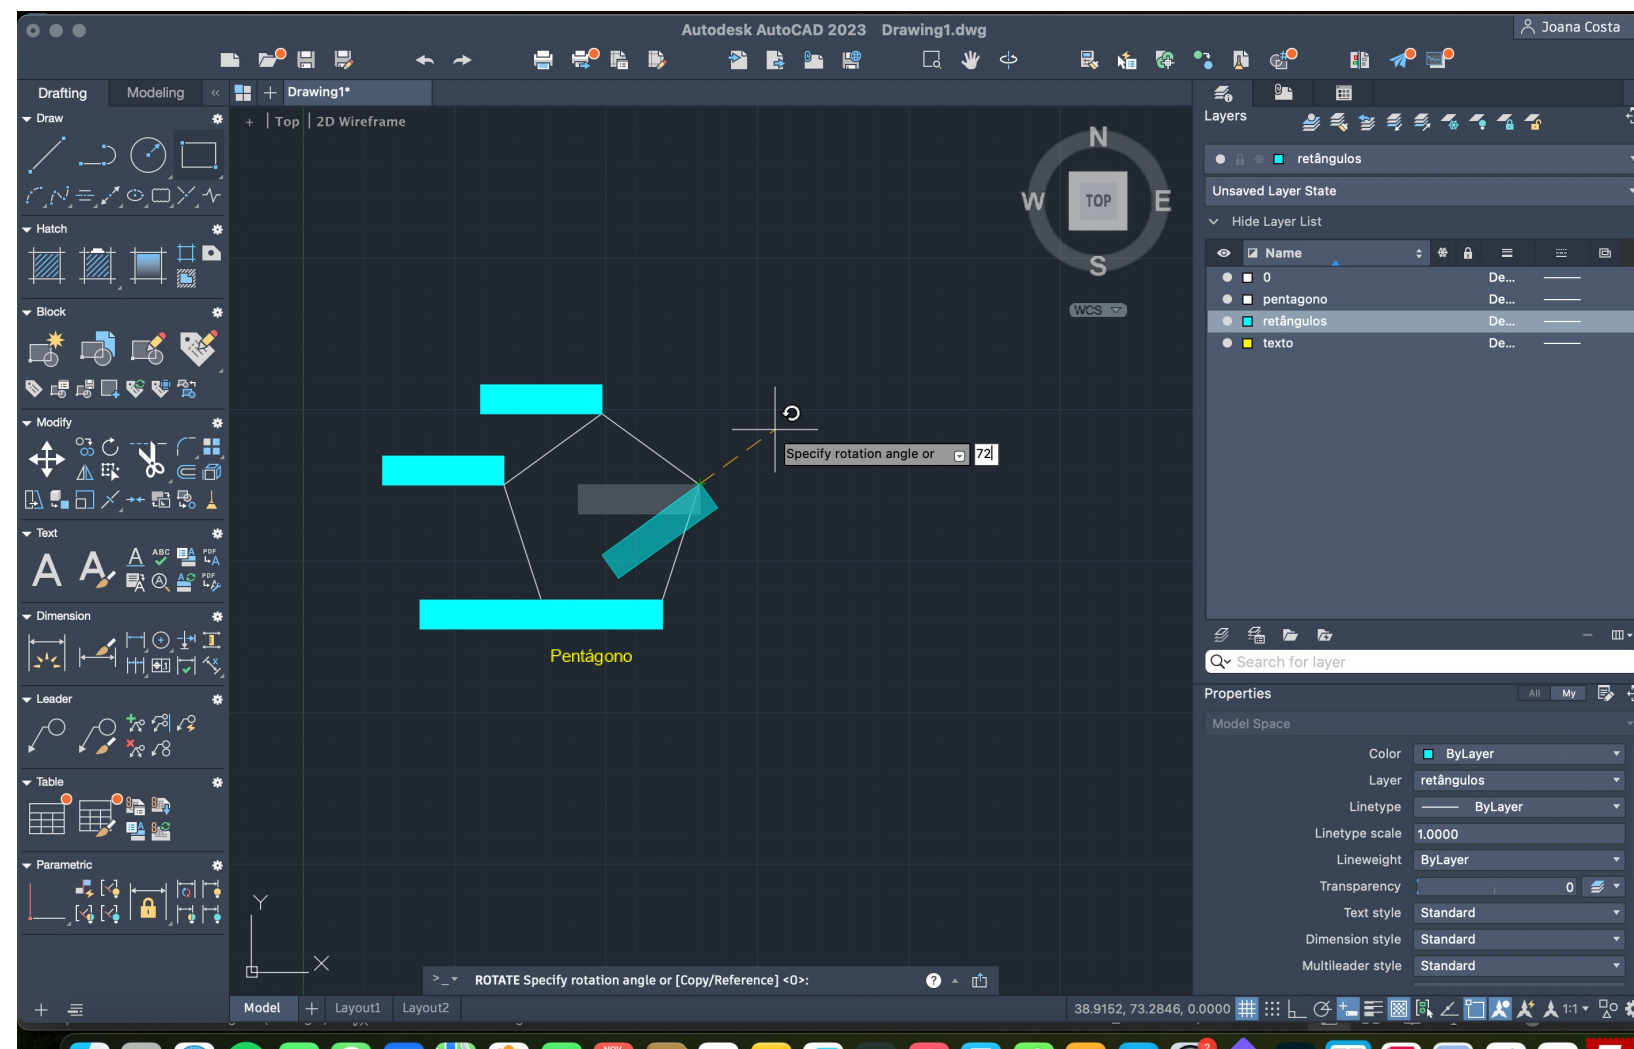 Autodesk AutoCAD 2023 Drawing1.dwg
Joana Costa
Drafting
Modeling
Drawing1*
Draw
+ | Top | 2D Wireframe
Layers
N
W
TOP
E
S
WCS
retângulos
Unsaved Layer State
Hide Layer List
Hatch
Name
0
De...
pentagono
De...
retângulos
De...
texto
De...
Block
Modify
Specify rotation angle or
72
Text
ABC
PDF
PDF
Dimension
Pentágono
Search for layer
Leader
Properties
All
My
Model Space
Color
ByLayer
Layer
retângulos
Linetype
ByLayer
Linetype scale
1.0000
Lineweight
ByLayer
Transparency
0
Text style
Standard
Dimension style
Standard
Multileader style
Standard
Table
Parametric
Y
X
>_
ROTATE Specify rotation angle or [Copy/Reference] <0>:
Model
Layout1
Layout2
38.9152, 73.2846, 0.0000
1:1
NOV
2